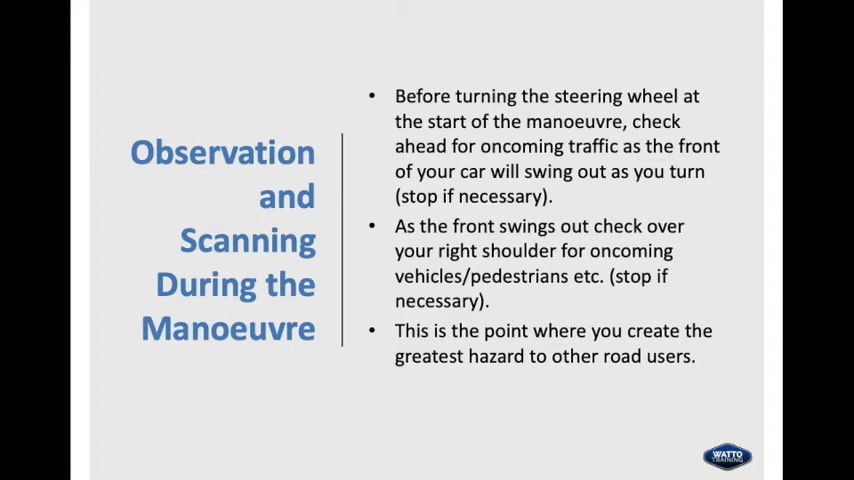 Observation
and
Scanning
During the
Manoeuvre
• Before turning the steering wheel at
the start of the manoeuvre, check
ahead for oncoming traffic as the front
of your car will swing out as you turn
(stop if necessary).
• As the front swings out check over
your right shoulder for oncoming
vehicles/pedestrians etc. (stop if
necessary).
• This is the point where you create the
greatest hazard to other road users.
WATTO
TRAINING